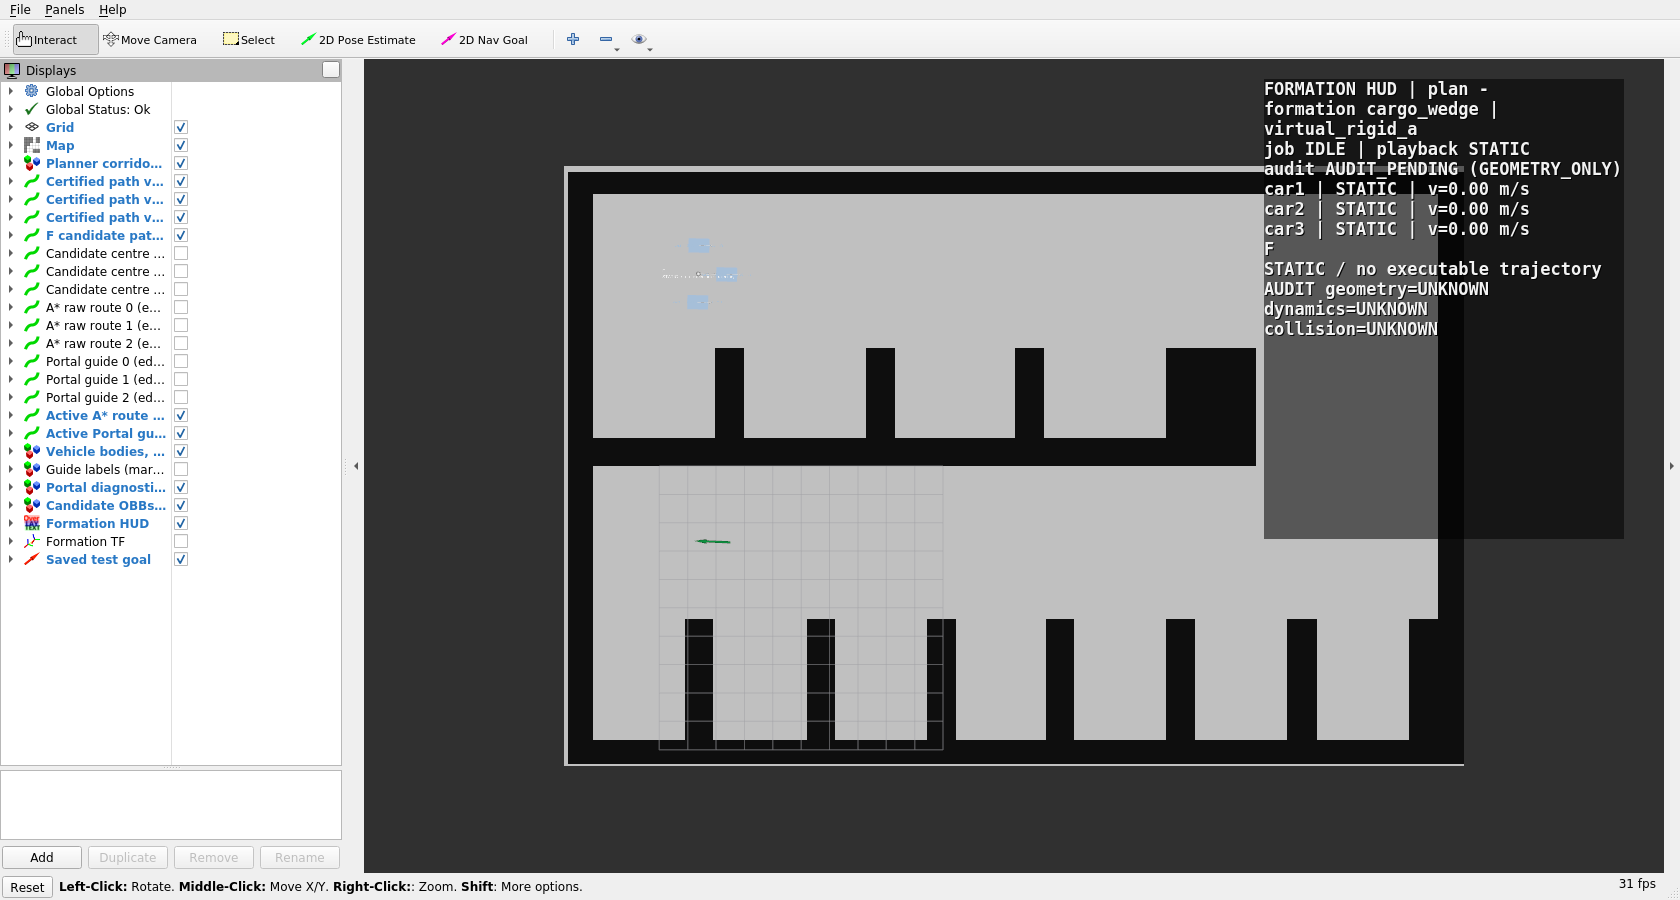 File Panels Help
Interact Move Camera Select 2D Pose Estimate 2D Nav Goal
Displays
Global Options
Global Status: Ok
Grid
Map
Planner corrido...
Certified path v...
Certified path v...
Certified path v...
F candidate pat...
Candidate centre ...
Candidate centre ...
Candidate centre ...
A* raw route 0 (e...
A* raw route 1 (e...
A* raw route 2 (e...
Portal guide 0 (ed...
Portal guide 1 (ed...
Portal guide 2 (ed...
Active A* route ...
Active Portal gu...
Vehicle bodies, ...
Guide labels (mar...
Portal diagnosti...
Candidate OBBs...
Formation HUD
Formation TF
Saved test goal
Add Duplicate Remove Rename
FORMATION HUD | plan -
formation cargo_wedge |
virtual_rigid_a
job IDLE | playback STATIC
audit AUDIT_PENDING (GEOMETRY_ONLY)
car1 | STATIC | v=0.00 m/s
car2 | STATIC | v=0.00 m/s
car3 | STATIC | v=0.00 m/s
F
STATIC / no executable trajectory
AUDIT geometry=UNKNOWN
dynamics=UNKNOWN
collision=UNKNOWN
Reset Left-Click: Rotate. Middle-Click: Move X/Y. Right-Click:: Zoom. Shift: More options. 31 fps